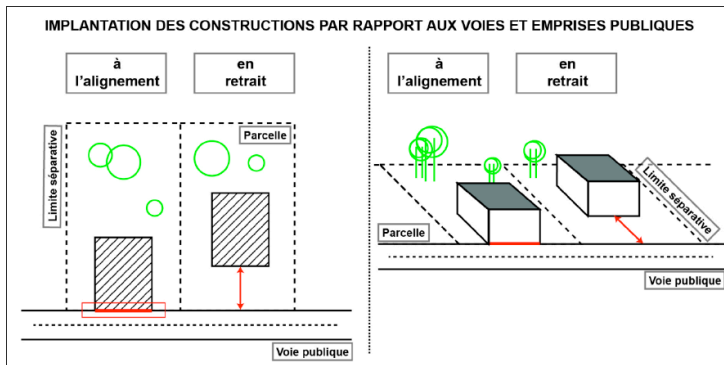 IMPLANTATION DES CONSTRUCTIONS PAR RAPPORT AUX VOIES ET EMPRISES PUBLIQUES
à
l'alignement
en
retrait
Limite séparative
Parcelle
Voie publique
à
l'alignement
en
retrait
Limite séparative
Parcelle
Voie publique